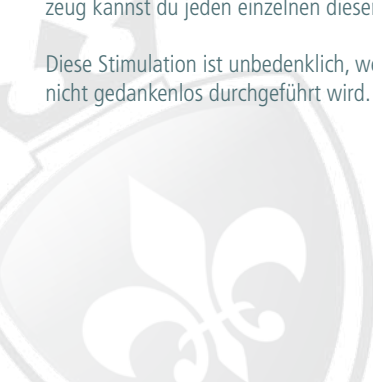 zeug kannst du jeden einzelnen dieser
Diese Stimulation ist unbedenklich, we
nicht gedankenlos durchgeführt wird.